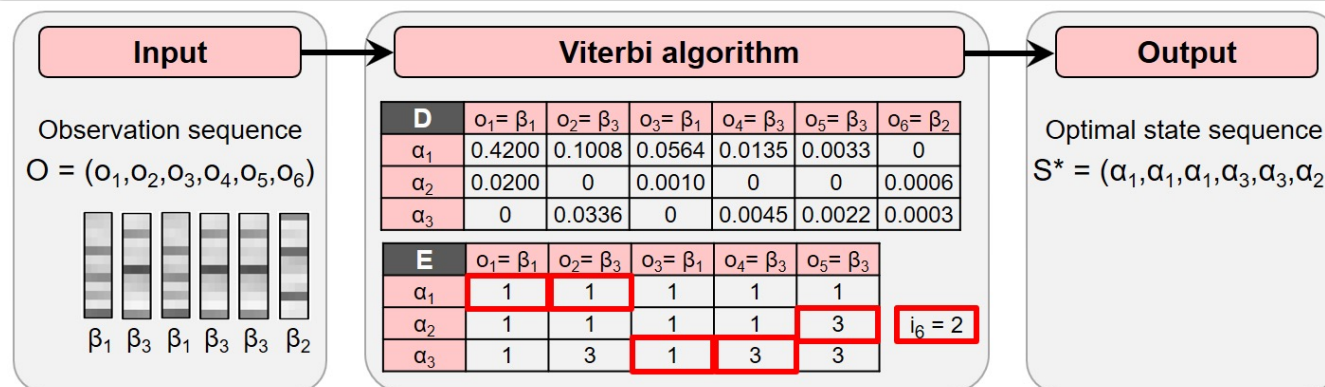 Input
Viterbi algorithm
Output
Observation sequence
O = (o₁,o₂,o₃,o₄,o₅,o₆)
β₁ β₃ β₁ β₃ β₃ β₂
D o₁= β₁ o₂= β₃ o₃= β₁ o₄= β₃ o₅= β₃ o₆= β₂
α₁ 0.4200 0.1008 0.0564 0.0135 0.0033 0
α₂ 0.0200 0 0.0010 0 0 0.0006
α₃ 0 0.0336 0 0.0045 0.0022 0.0003
E o₁= β₁ o₂= β₃ o₃= β₁ o₄= β₃ o₅= β₃
α₁ 1 1 1 1 1
α₂ 1 1 1 1 3 i₆ = 2
α₃ 1 3 1 3 3
Optimal state sequence
S* = (α₁,α₁,α₁,α₃,α₃,α₂